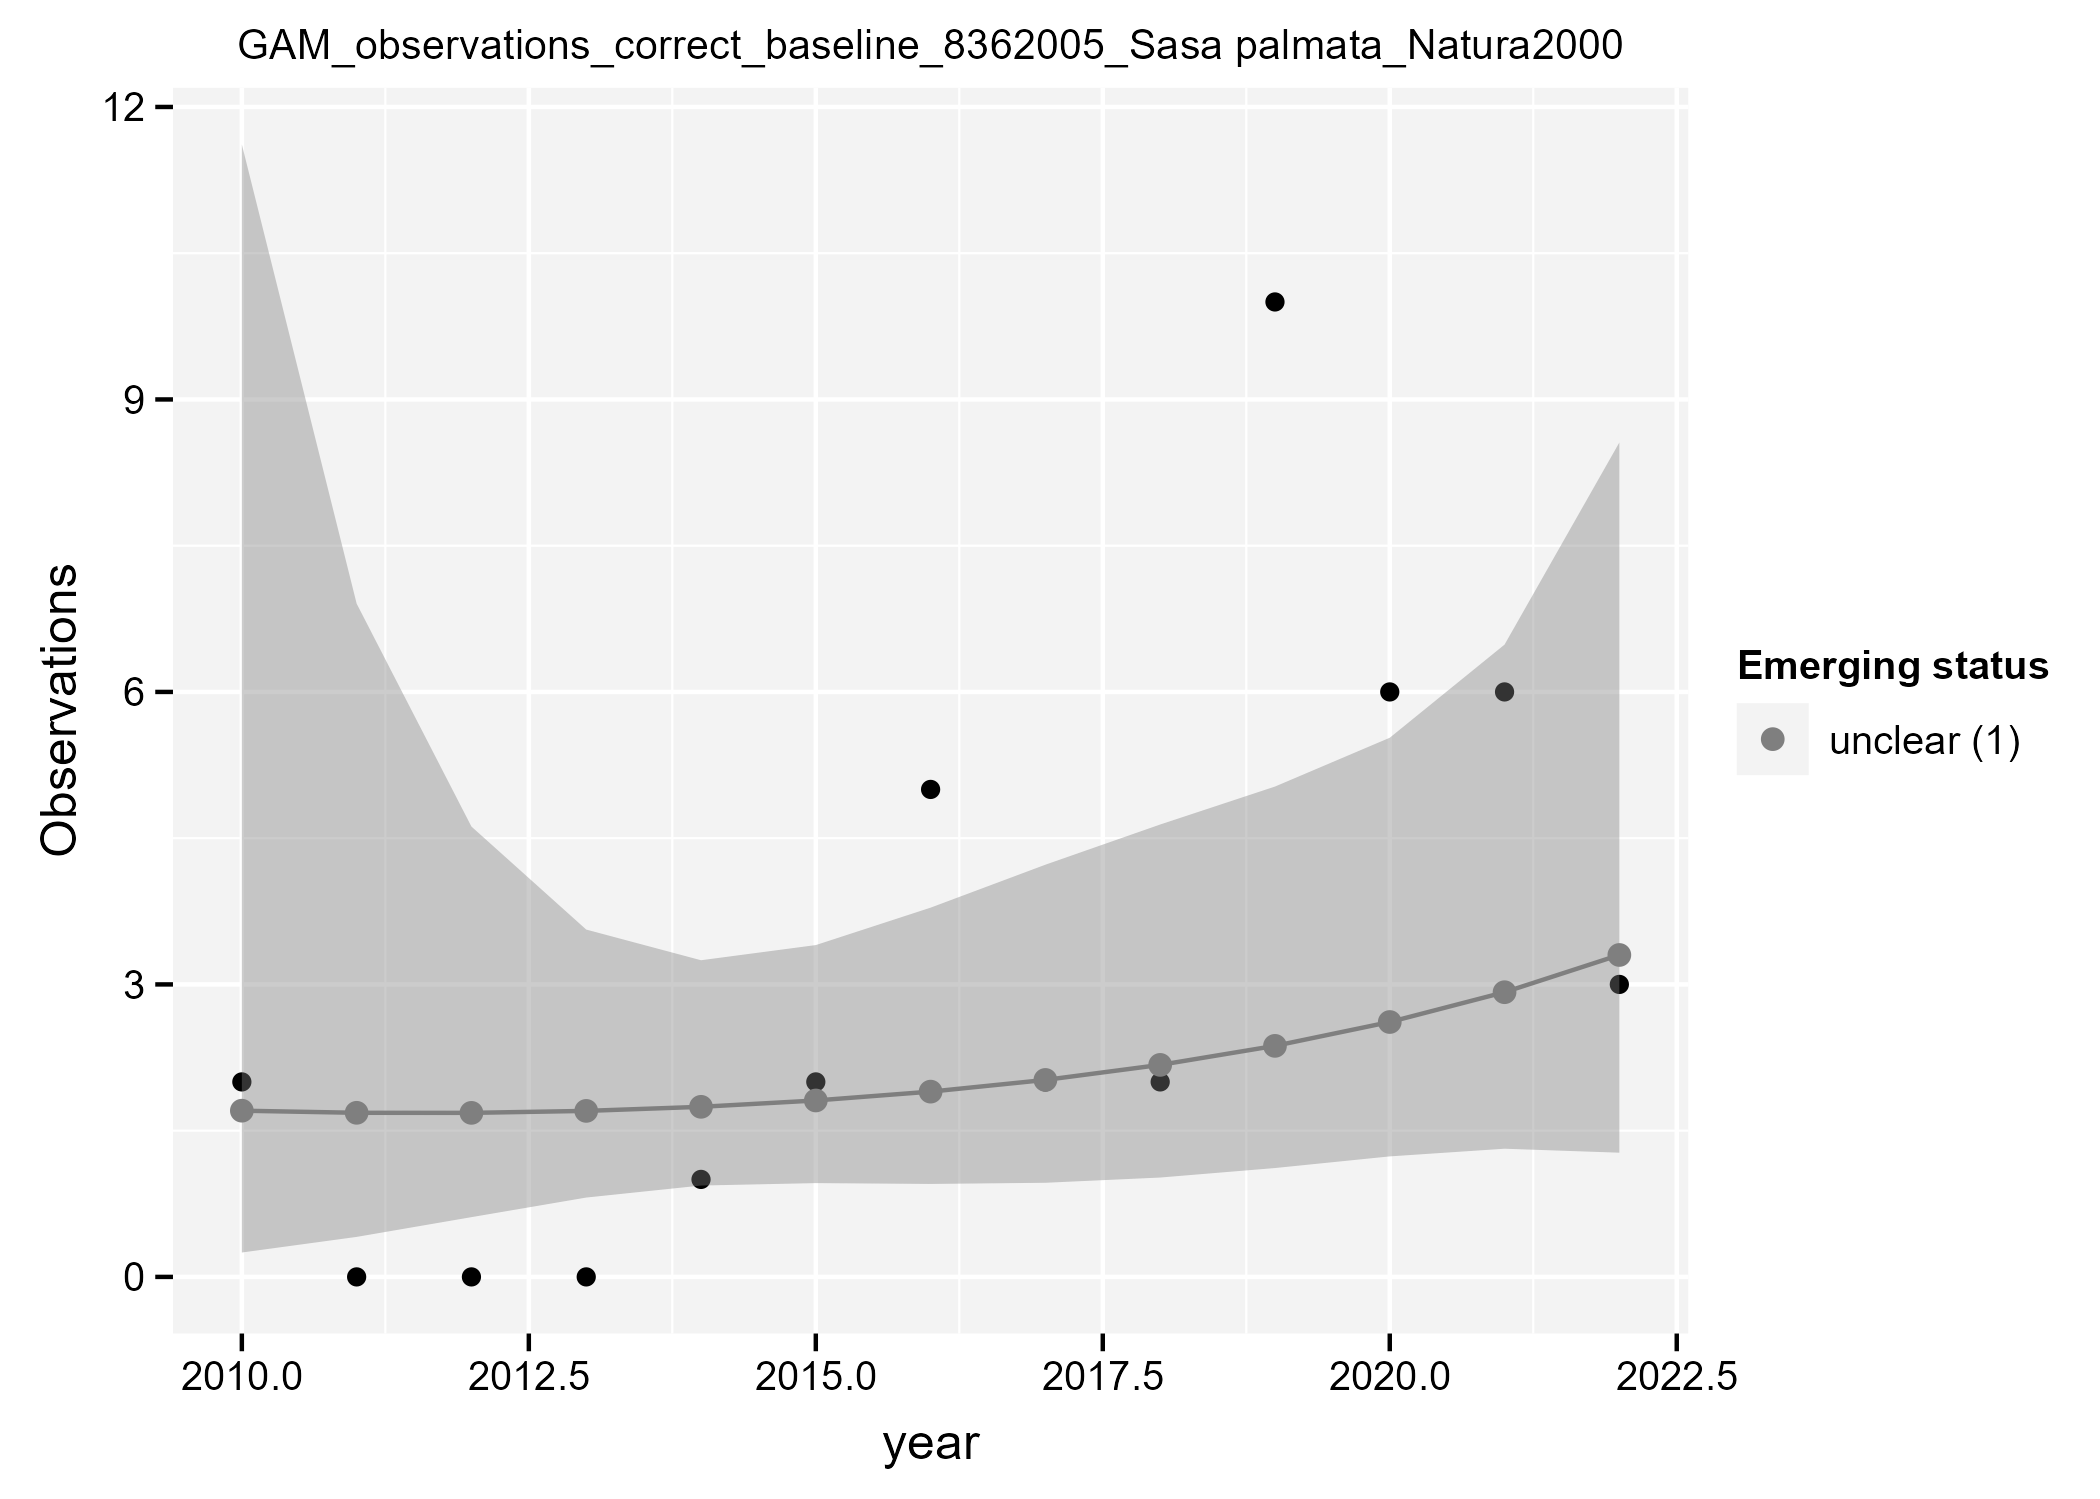 GAM_observations_correct_baseline_8362005_Sasa palmata_Natura2000
12
9
6
3
0
Observations
2010.0 2012.5 2015.0 2017.5 2020.0 2022.5
year
Emerging status
unclear (1)